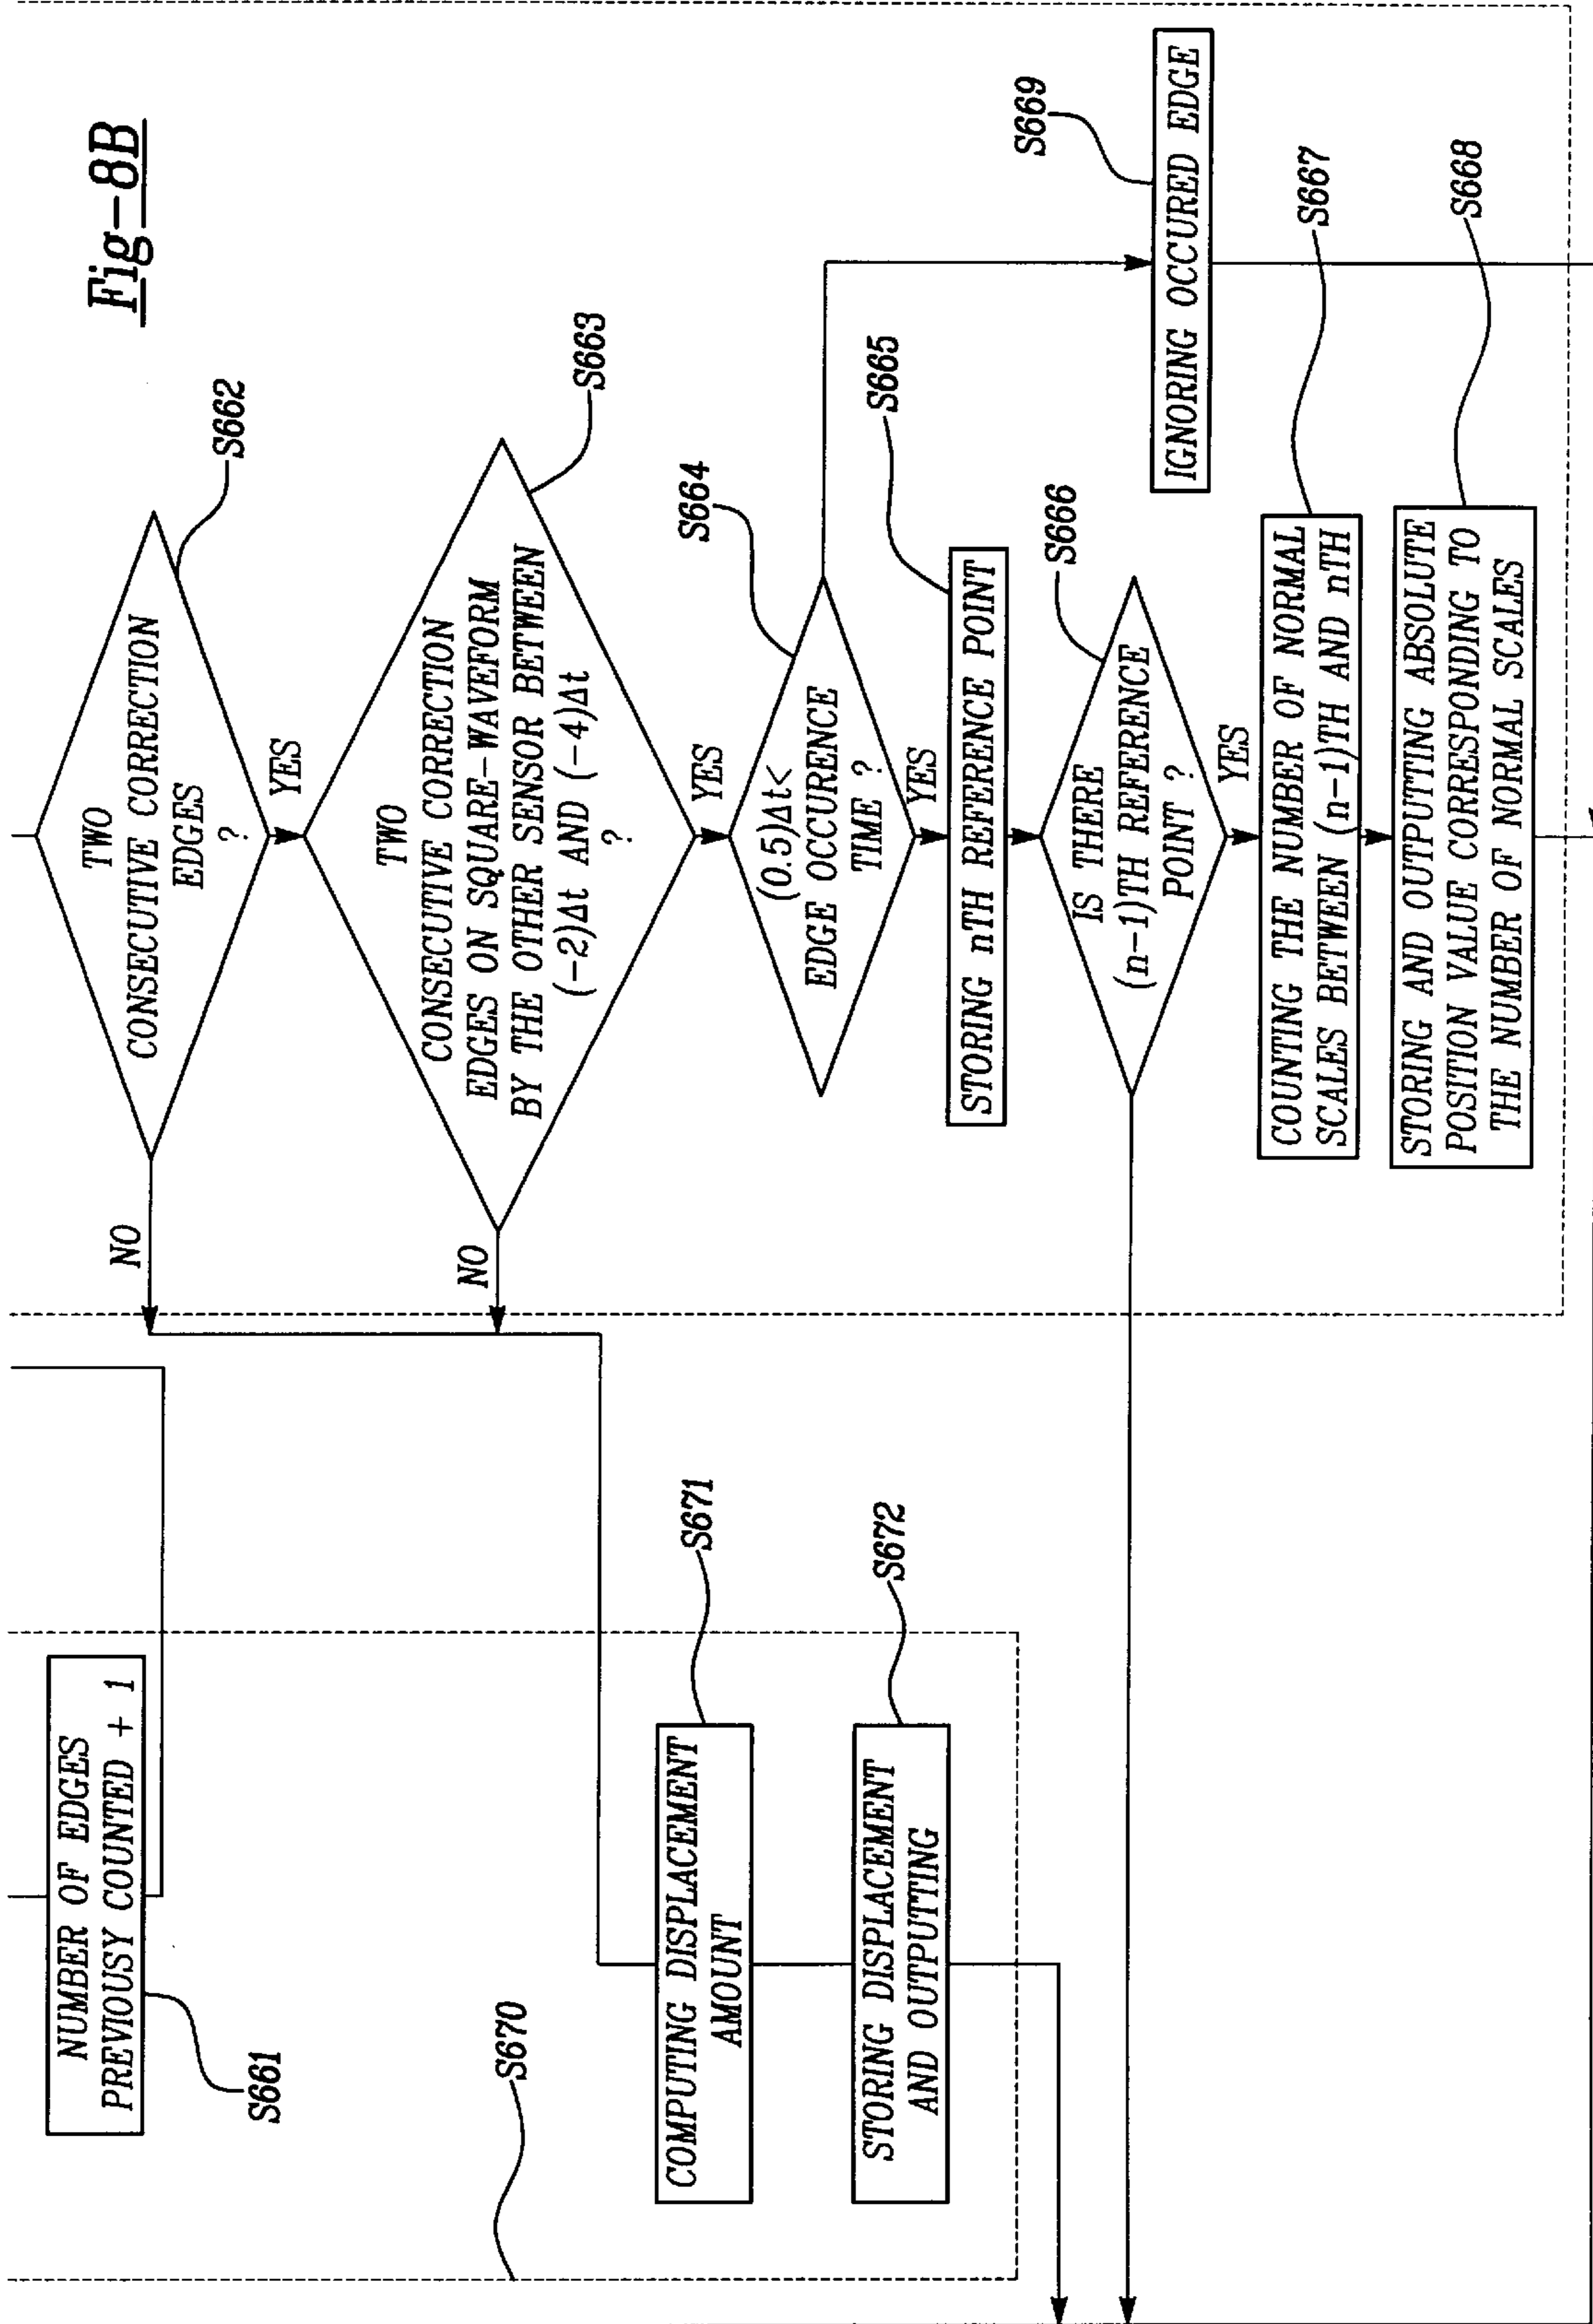 Fig-8B
NUMBER OF EDGES
PREVIOUSY COUNTED + 1
S661
TWO
CONSECUTIVE CORRECTION
EDGES
?
S662
NO
YES
TWO
CONSECUTIVE CORRECTION
EDGES ON SQUARE-WAVEFORM
BY THE OTHER SENSOR BETWEEN
(-2)Δt AND (-4)Δt
?
S663
NO
YES
S670
COMPUTING DISPLACEMENT
AMOUNT
S671
STORING DISPLACEMENT
AND OUTPUTTING
S672
(0.5)Δt<
EDGE OCCURENCE
TIME ?
S664
YES
STORING nTH REFERENCE POINT
S665
IS THERE
(n-1)TH REFERENCE
POINT ?
S666
YES
IGNORING OCCURED EDGE
S669
COUNTING THE NUMBER OF NORMAL
SCALES BETWEEN (n-1)TH AND nTH
S667
STORING AND OUTPUTING ABSOLUTE
POSITION VALUE CORRESPONDING TO
THE NUMBER OF NORMAL SCALES
S668